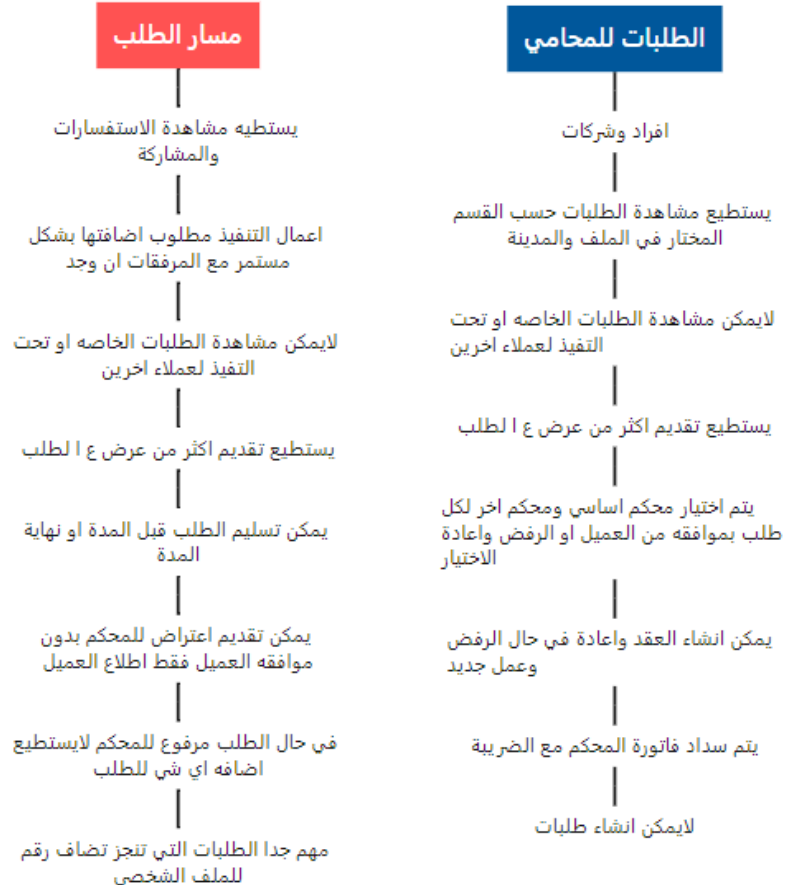 الطلبات للمحامي
افراد وشركات
يستطيع مشاهدة الطلبات حسب القسم
المختار في الملف والمدينة
لايمكن مشاهدة الطلبات الخاصه او تحت
التفيذ لعملاء اخرين
يستطيع تقديم اكثر من عرض ع ا لطلب
يتم اختيار محكم اساسي ومحكم اخر لكل
طلب بموافقه من العميل او الرفض واعادة
الاختيار
يمكن انشاء العقد واعادة في حال الرفض
وعمل جديد
يتم سداد فاتورة المحكم مع الضريبة
لايمكن انشاء طلبات
مسار الطلب
يستطيه مشاهدة الاستفسارات
والمشاركة
اعمال التنفيذ مطلوب اضافتها بشكل
مستمر مع المرفقات ان وجد
لايمكن مشاهدة الطلبات الخاصه او تحت
التفيذ لعملاء اخرين
يستطيع تقديم اكثر من عرض ع ا لطلب
يمكن تسليم الطلب قبل المدة او نهاية
المدة
يمكن تقديم اعتراض للمحكم بدون
موافقه العميل فقط اطلاع العميل
في حال الطلب مرفوع للمحكم لايستطيع
اضافه اي شي للطلب
مهم جدا الطلبات التي تنجز تضاف رقم
للملف الشخصي